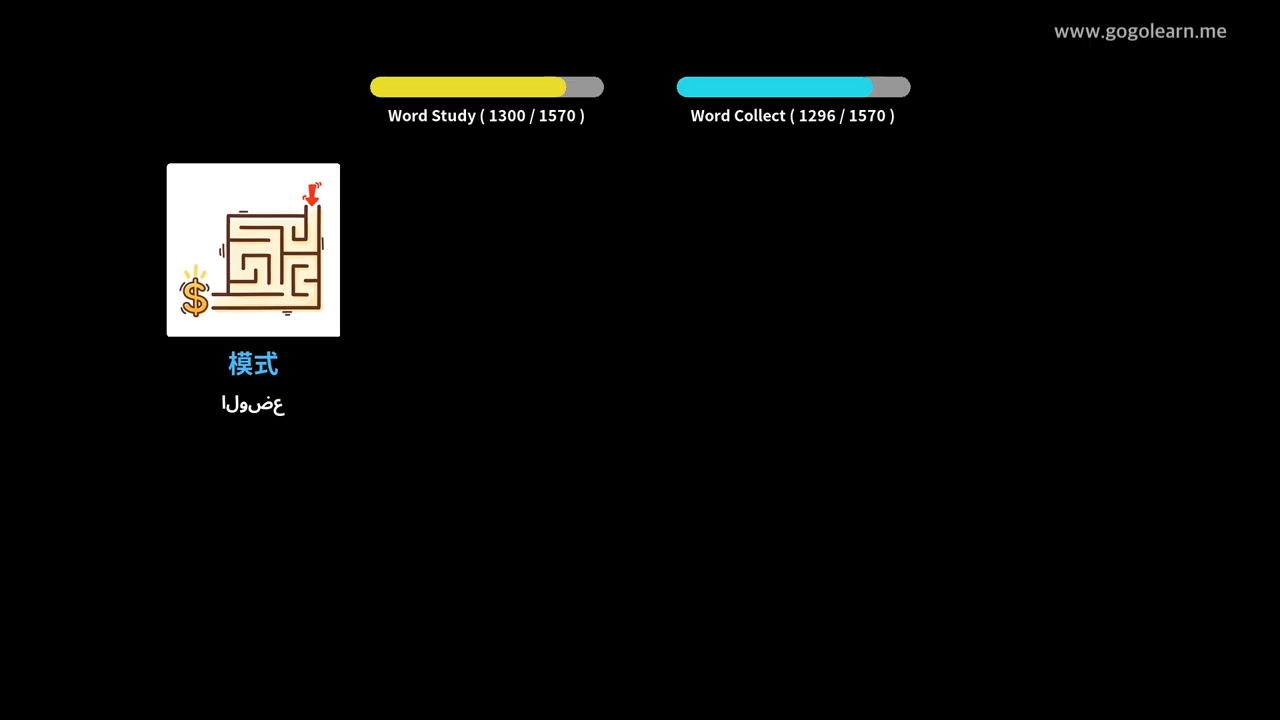 www.gogolearn.me
Word Study ( 1300 / 1570 )
Word Collect ( 1296 / 1570 )
$
模式
الوضع